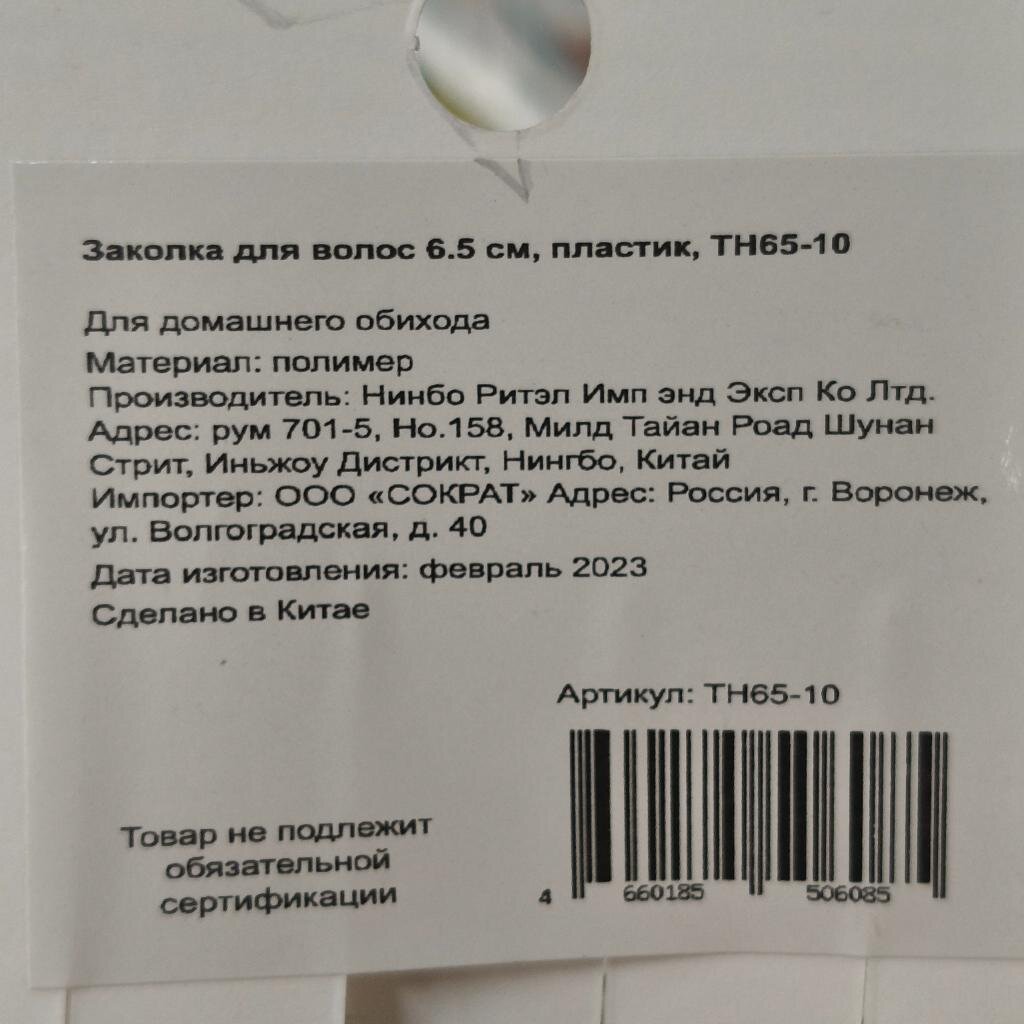 Заколка для волос 6.5 см, пластик, ТН65-10
Для домашнего обихода
Материал: полимер
Производитель: Нинбо Ритэл Имп энд Эксп Ко Лтд.
Адрес: рум 701-5, Но.158, Милд Тайан Роад Шунан
Стрит, Иньжоу Дистрикт, Нингбо, Китай
Импортер: ООО «СОКРАТ» Адрес: Россия, г. Воронеж,
ул. Волгоградская, д. 40
Дата изготовления: февраль 2023
Сделано в Китае
Артикул: ТН65-10
Товар не подлежит
обязательной
сертификации
4 660185 506085